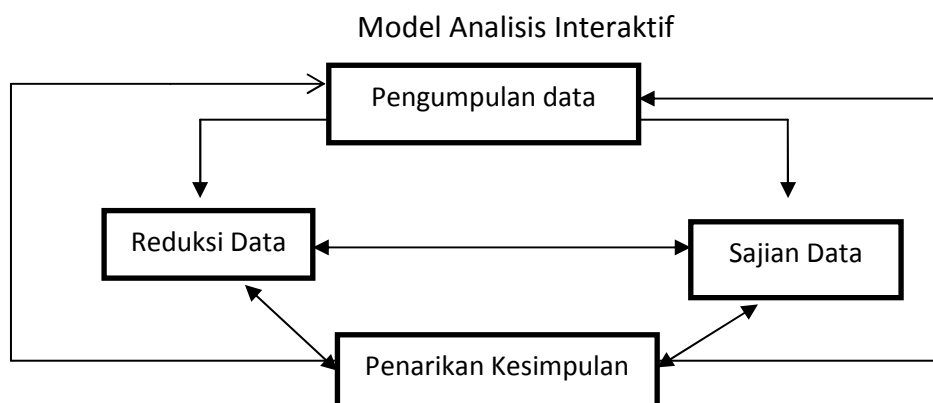 Model Analisis Interaktif
Pengumpulan data
Reduksi Data
Sajian Data
Penarikan Kesimpulan